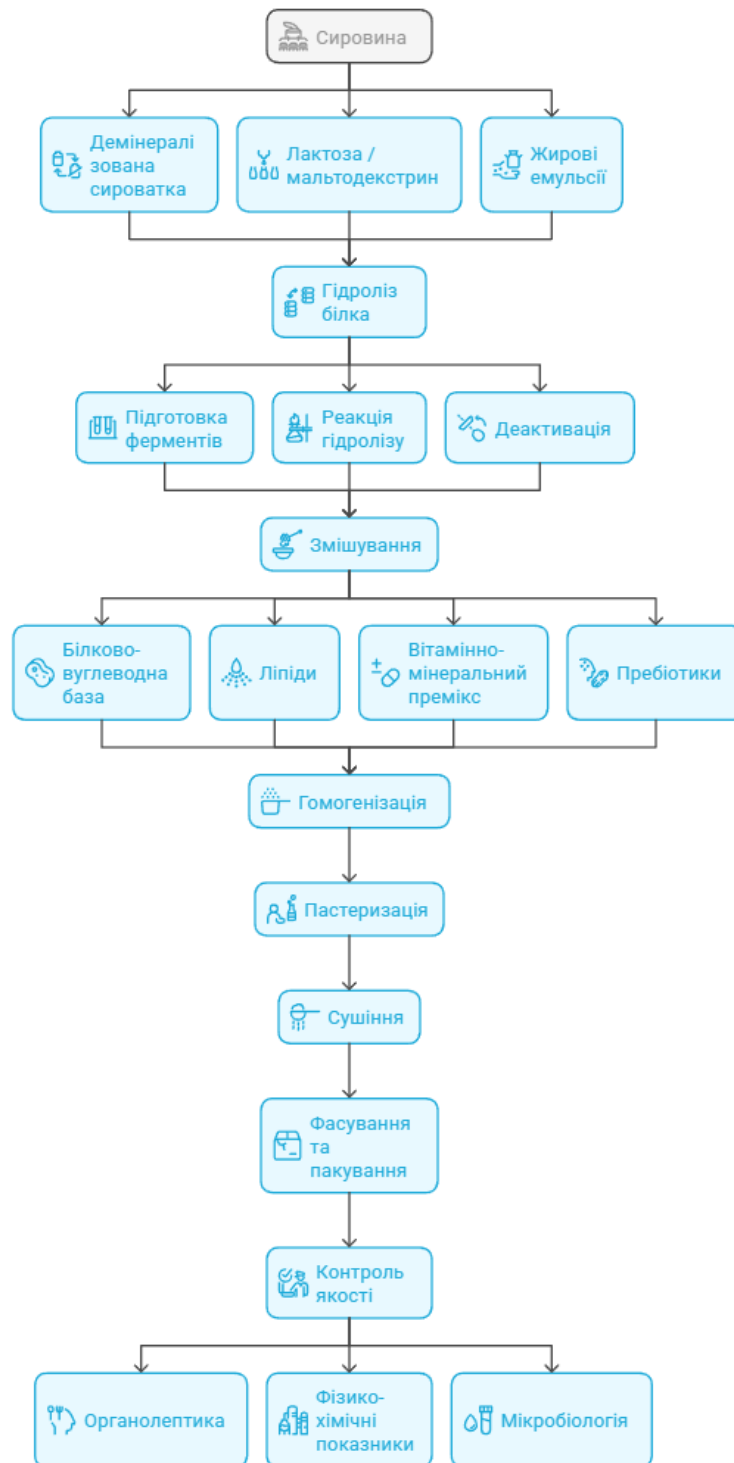 Сировина
Демінералі
зована
сироватка
Лактоза /
мальтодекстрин
Жирові
емульсії
Гідроліз
білка
Підготовка
ферментів
Реакція
гідролізу
Деактивація
Змішування
Білково-
вуглеводна
база
Ліпіди
Вітамінно-
мінеральний
премікс
Пребіотики
Гомогенізація
Пастеризація
Сушіння
Фасування
та
пакування
Контроль
якості
Органолептика
Фізико-
хімічні
показники
Мікробіологія